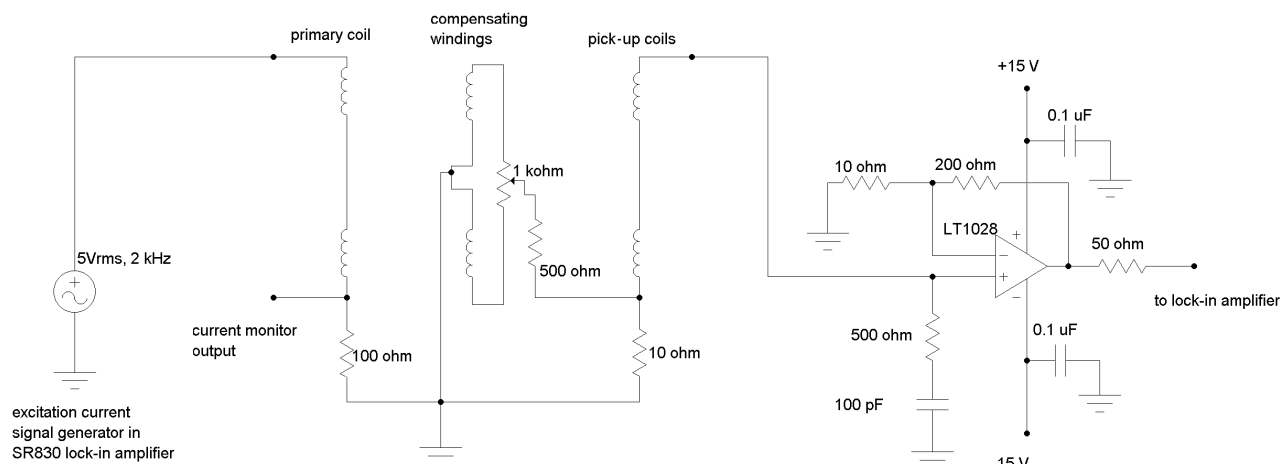 compensating
windings
primary coil
pick-up coils
+15 V
0.1 uF
10 ohm
200 ohm
1 kohm
LT1028
+
50 ohm
5Vrms, 2 kHz
−
+
+
500 ohm
−
to lock-in amplifier
current monitor
output
100 ohm
10 ohm
500 ohm
0.1 uF
100 pF
excitation current
signal generator in
SR830 lock-in amplifier
15 V